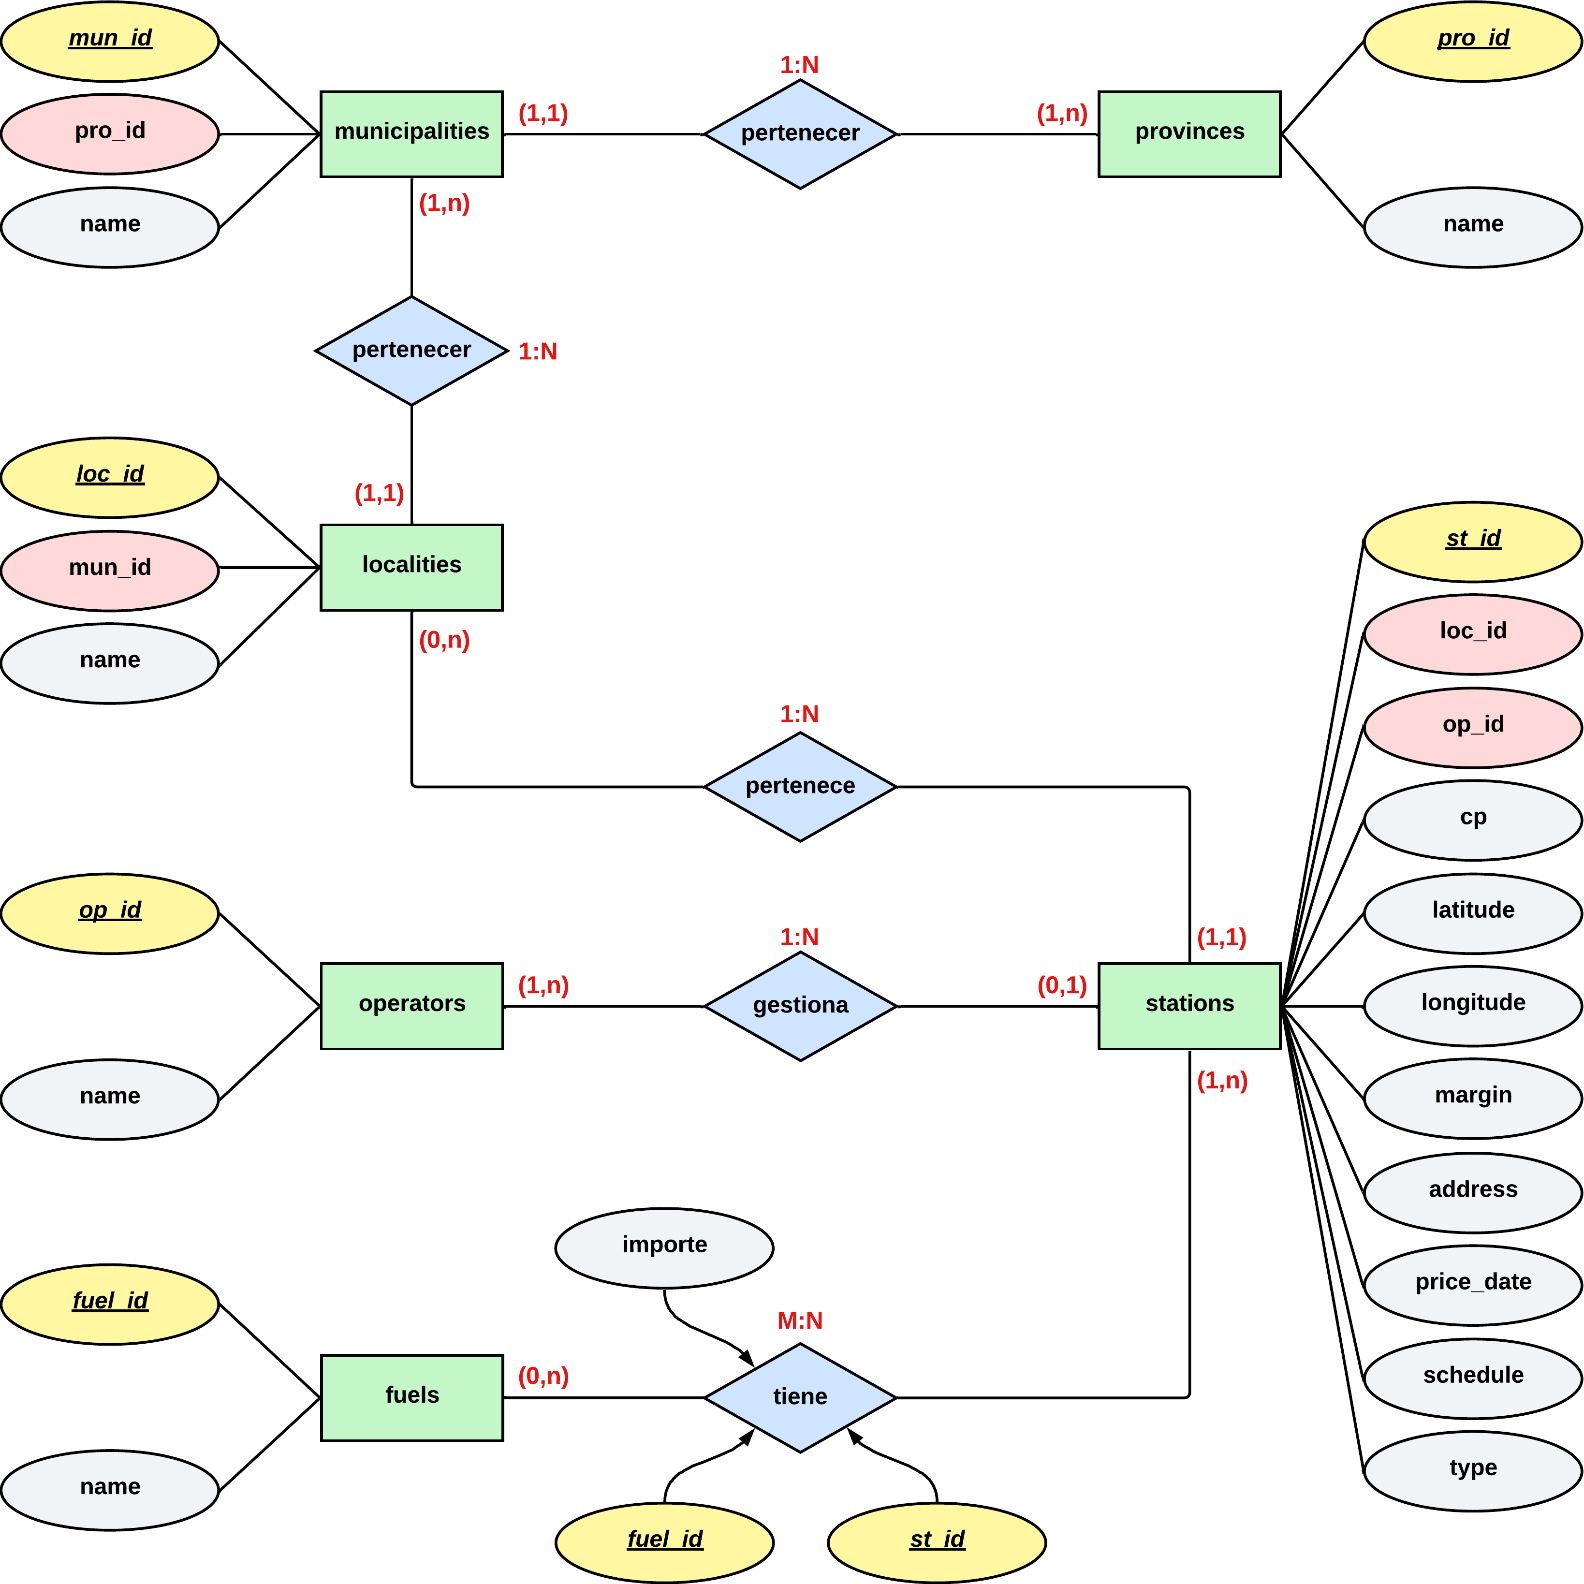 mun_id
pro_id
name
municipalities
(1,1)
1:N
pertenecer
(1,n)
provinces
pro_id
name
(1,n)
pertenecer
1:N
(1,1)
loc_id
mun_id
name
localities
(0,n)
1:N
pertenece
(1,1)
op_id
name
operators
(1,n)
1:N
gestiona
(0,1)
stations
(1,n)
st_id
loc_id
op_id
cp
latitude
longitude
margin
address
price_date
schedule
type
fuel_id
name
fuels
(0,n)
importe
M:N
tiene
fuel_id
st_id